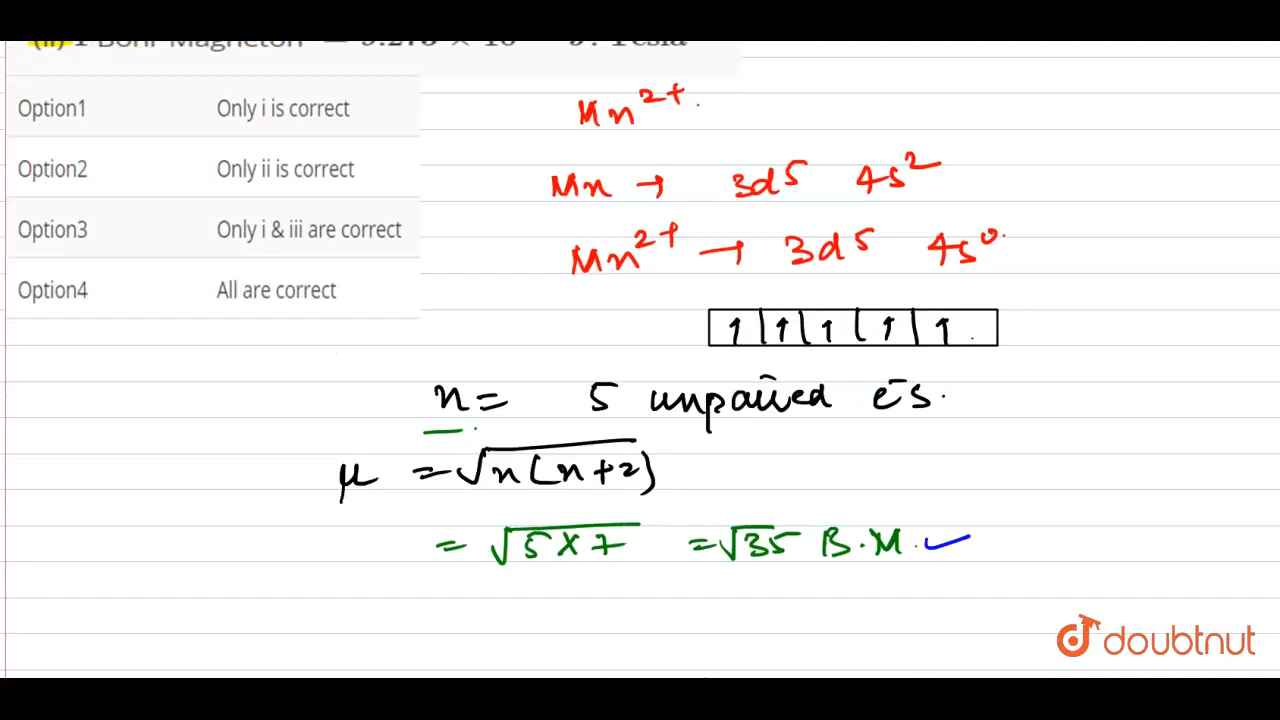 Option1 Only i is correct
Option2 Only ii is correct
Option3 Only i & iii are correct
Option4 All are correct
Mn²⁺
Mn → 3d5 4s²
Mn²⁺ → 3d5 4s⁰
↑ ↑ ↑ ↑ ↑
n = 5 unpaired e⁻s.
μ = √n(n+2)
= √5×7 = √35 B.M. ✓
doubtnut